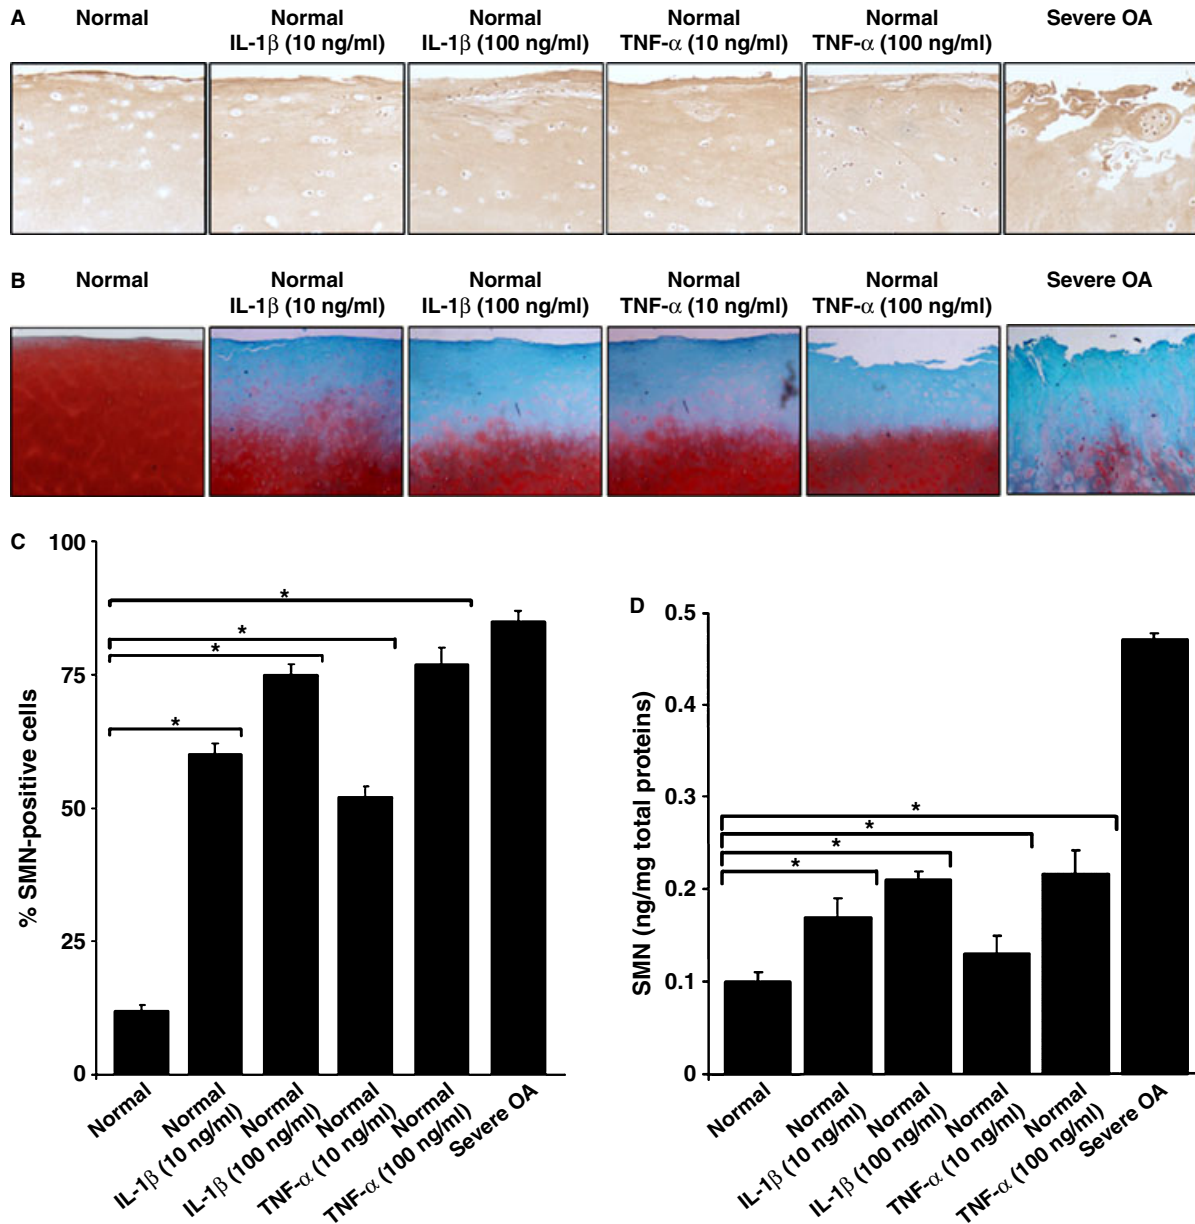 A
Normal
Normal
IL-1β (10 ng/ml)
Normal
IL-1β (100 ng/ml)
Normal
TNF-α (10 ng/ml)
Normal
TNF-α (100 ng/ml)
Severe OA
B
Normal
Normal
IL-1β (10 ng/ml)
Normal
IL-1β (100 ng/ml)
Normal
TNF-α (10 ng/ml)
Normal
TNF-α (100 ng/ml)
Severe OA
C
% SMN-positive cells
100
75
50
25
0
*
*
*
*
Normal
Normal
IL-1β (10 ng/ml)
Normal
IL-1β (100 ng/ml)
Normal
TNF-α (10 ng/ml)
Normal
TNF-α (100 ng/ml)
Severe OA
D
SMN (ng/mg total proteins)
0.5
0.4
0.3
0.2
0.1
0
*
*
*
*
Normal
Normal
IL-1β (10 ng/ml)
Normal
IL-1β (100 ng/ml)
Normal
TNF-α (10 ng/ml)
Normal
TNF-α (100 ng/ml)
Severe OA